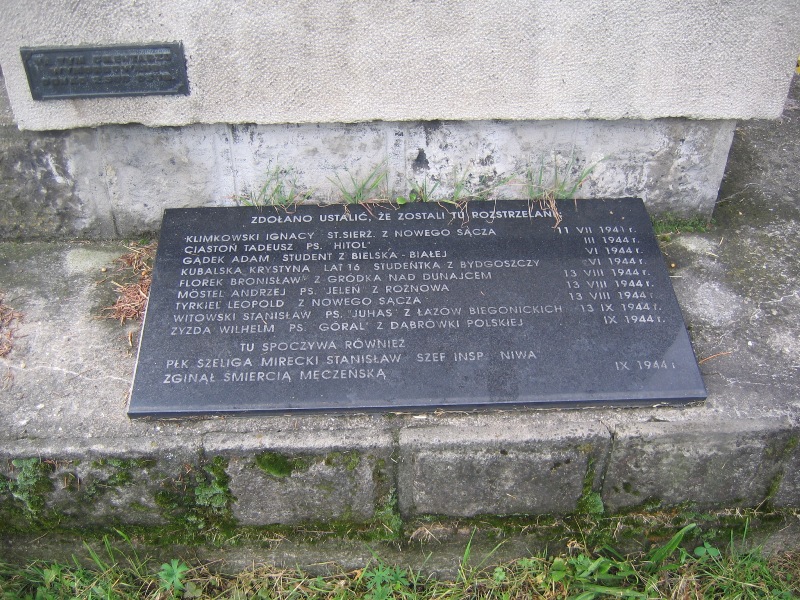 ZDOŁANO USTALIĆ, ŻE ZOSTALI TU ROZSTRZELANI
KLIMKOWSKI IGNACY ST.SIERŻ. Z NOWEGO SĄCZA 11 VII 1941 r.
CIASTOŃ TADEUSZ PS. 'HITOL' III 1944 r.
GĄDEK ADAM STUDENT Z BIELSKA-BIAŁEJ VI 1944 r.
KUBALSKA KRYSTYNA LAT 16 STUDENTKA Z BYDGOSZCZY VI 1944 r.
FLOREK BRONISŁAW Z GRÓDKA NAD DUNAJCEM 13 VIII 1944 r.
MÖSTEL ANDRZEJ PS. 'JELEŃ' Z ROŻNOWA 13 VIII 1944 r.
TYRKIEL LEOPOLD Z NOWEGO SĄCZA 13 VIII 1944 r.
WITOWSKI STANISŁAW PS. 'JUHAS' Z ŁAZÓW BIEGONICKICH 13 IX 1944 r.
ZYZDA WILHELM PS. 'GÓRAL' Z DĄBRÓWKI POLSKIEJ IX 1944 r.
TU SPOCZYWA RÓWNIEŻ
PŁK SZELIGA MIRECKI STANISŁAW SZEF INSP. 'NIWA'
ZGINĄŁ ŚMIERCIĄ MĘCZEŃSKĄ IX 1944 r.